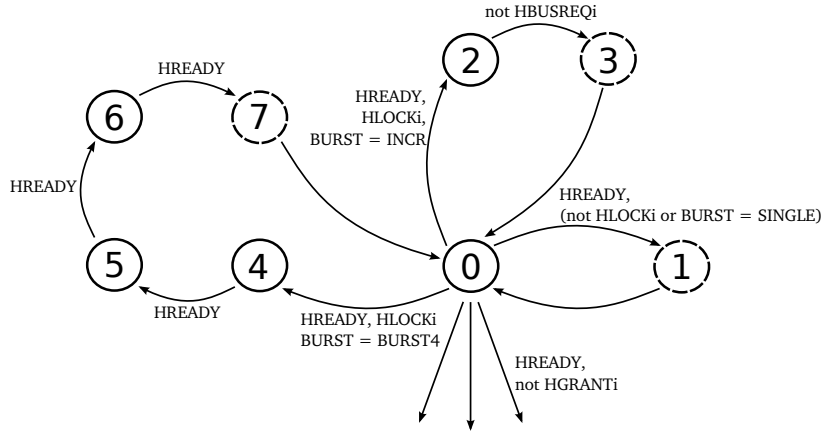 not HBUSREQi
2
3
HREADY
6
7
HREADY,
HLOCKi,
BURST = INCR
HREADY
HREADY,
(not HLOCKi or BURST = SINGLE)
5
4
0
1
HREADY
HREADY, HLOCKi
BURST = BURST4
HREADY,
not HGRANTi